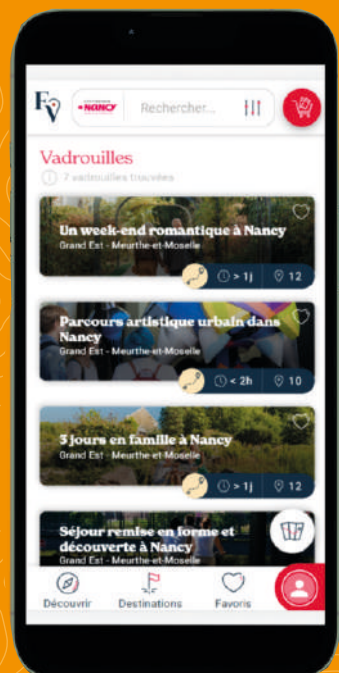 FV
NANCY
Rechercher...
Vadrouilles
7 vadrouilles trouvées
Un week-end romantique à Nancy
Grand Est - Meurthe-et-Moselle
> 1j
12
Parcours artistique urbain dans
Nancy
Grand Est - Meurthe-et-Moselle
< 2h
10
3 jours en famille à Nancy
Grand Est - Meurthe-et-Moselle
> 1j
12
Séjour remise en forme et
découverte à Nancy
Grand Est - Meurthe-et-Moselle
Découvrir
Destinations
Favoris